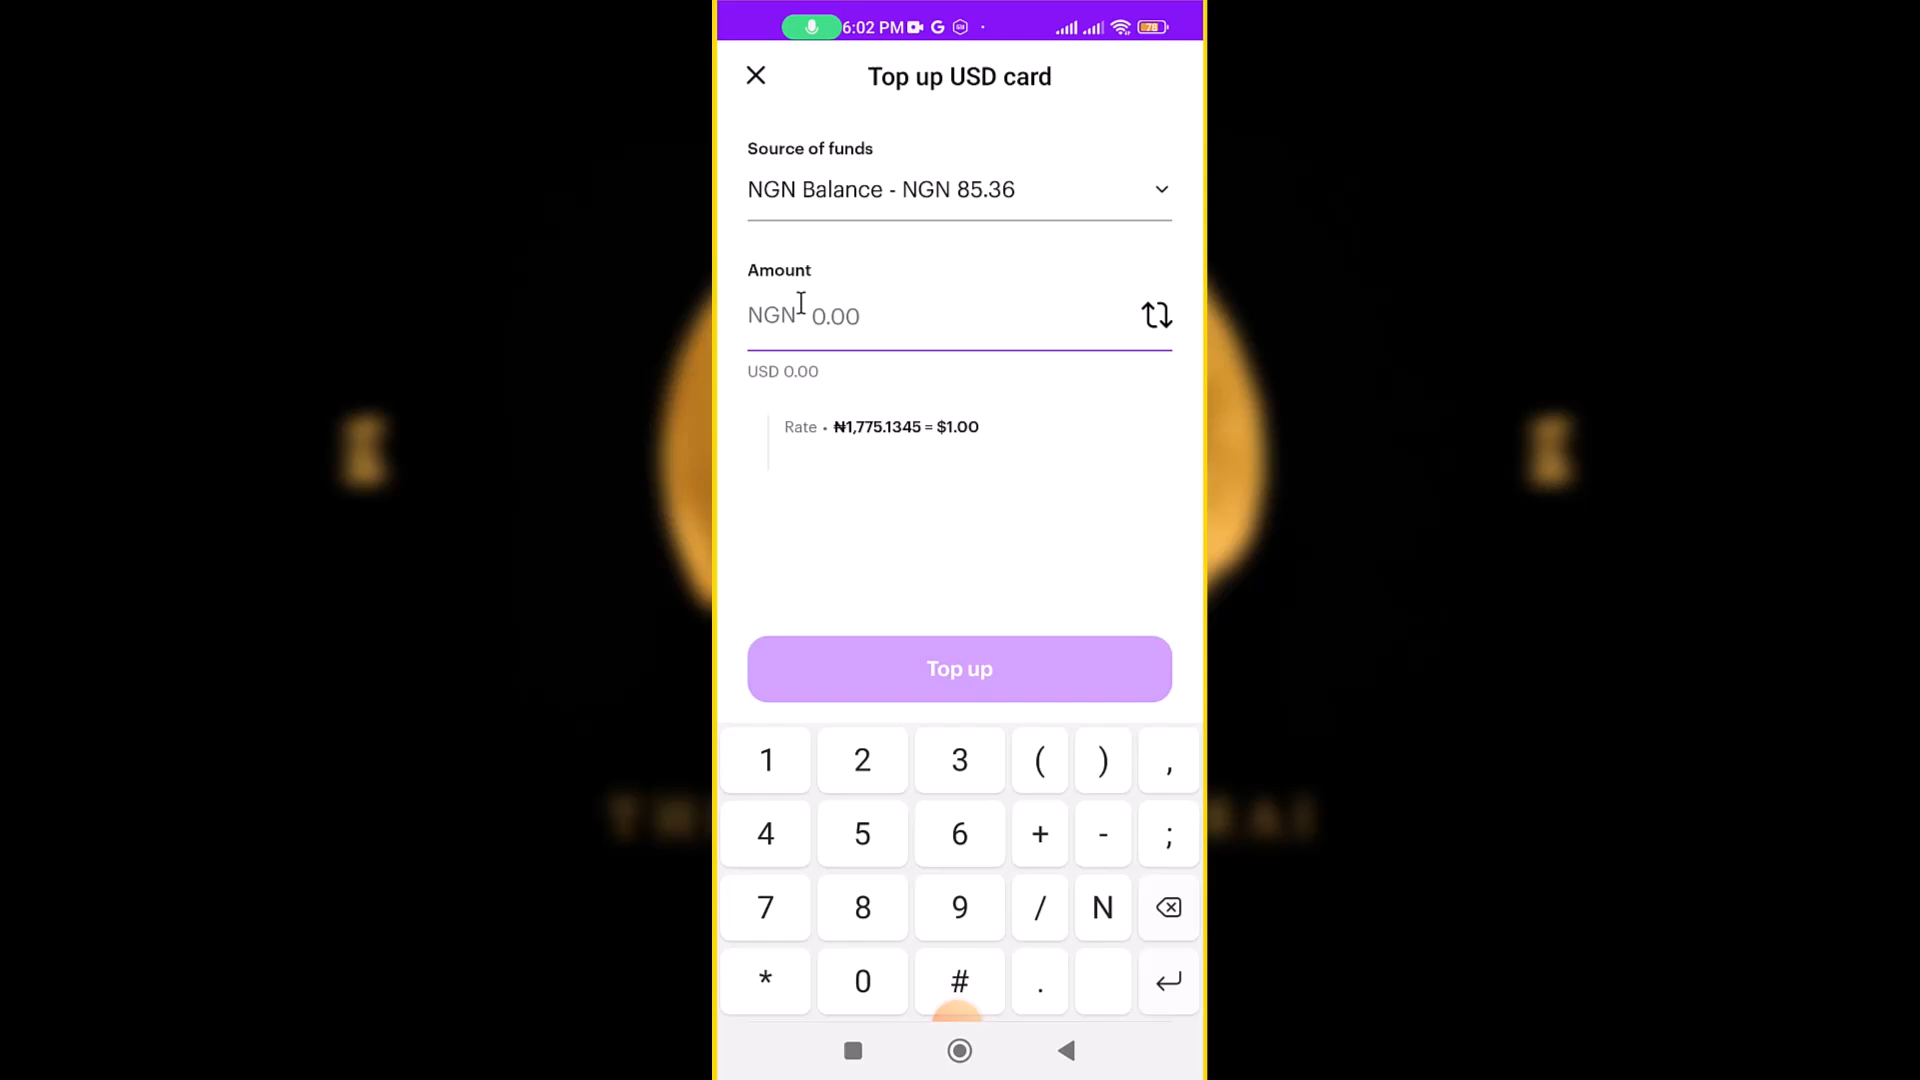 6:02 PM G 78
Top up USD card
Source of funds
NGN Balance - NGN 85.36
Amount
NGN 0.00
USD 0.00
Rate • ₦1,775.1345 = $1.00
Top up
1 2 3 ( ) ,
4 5 6 + - ;
7 8 9 / N
* 0 # .